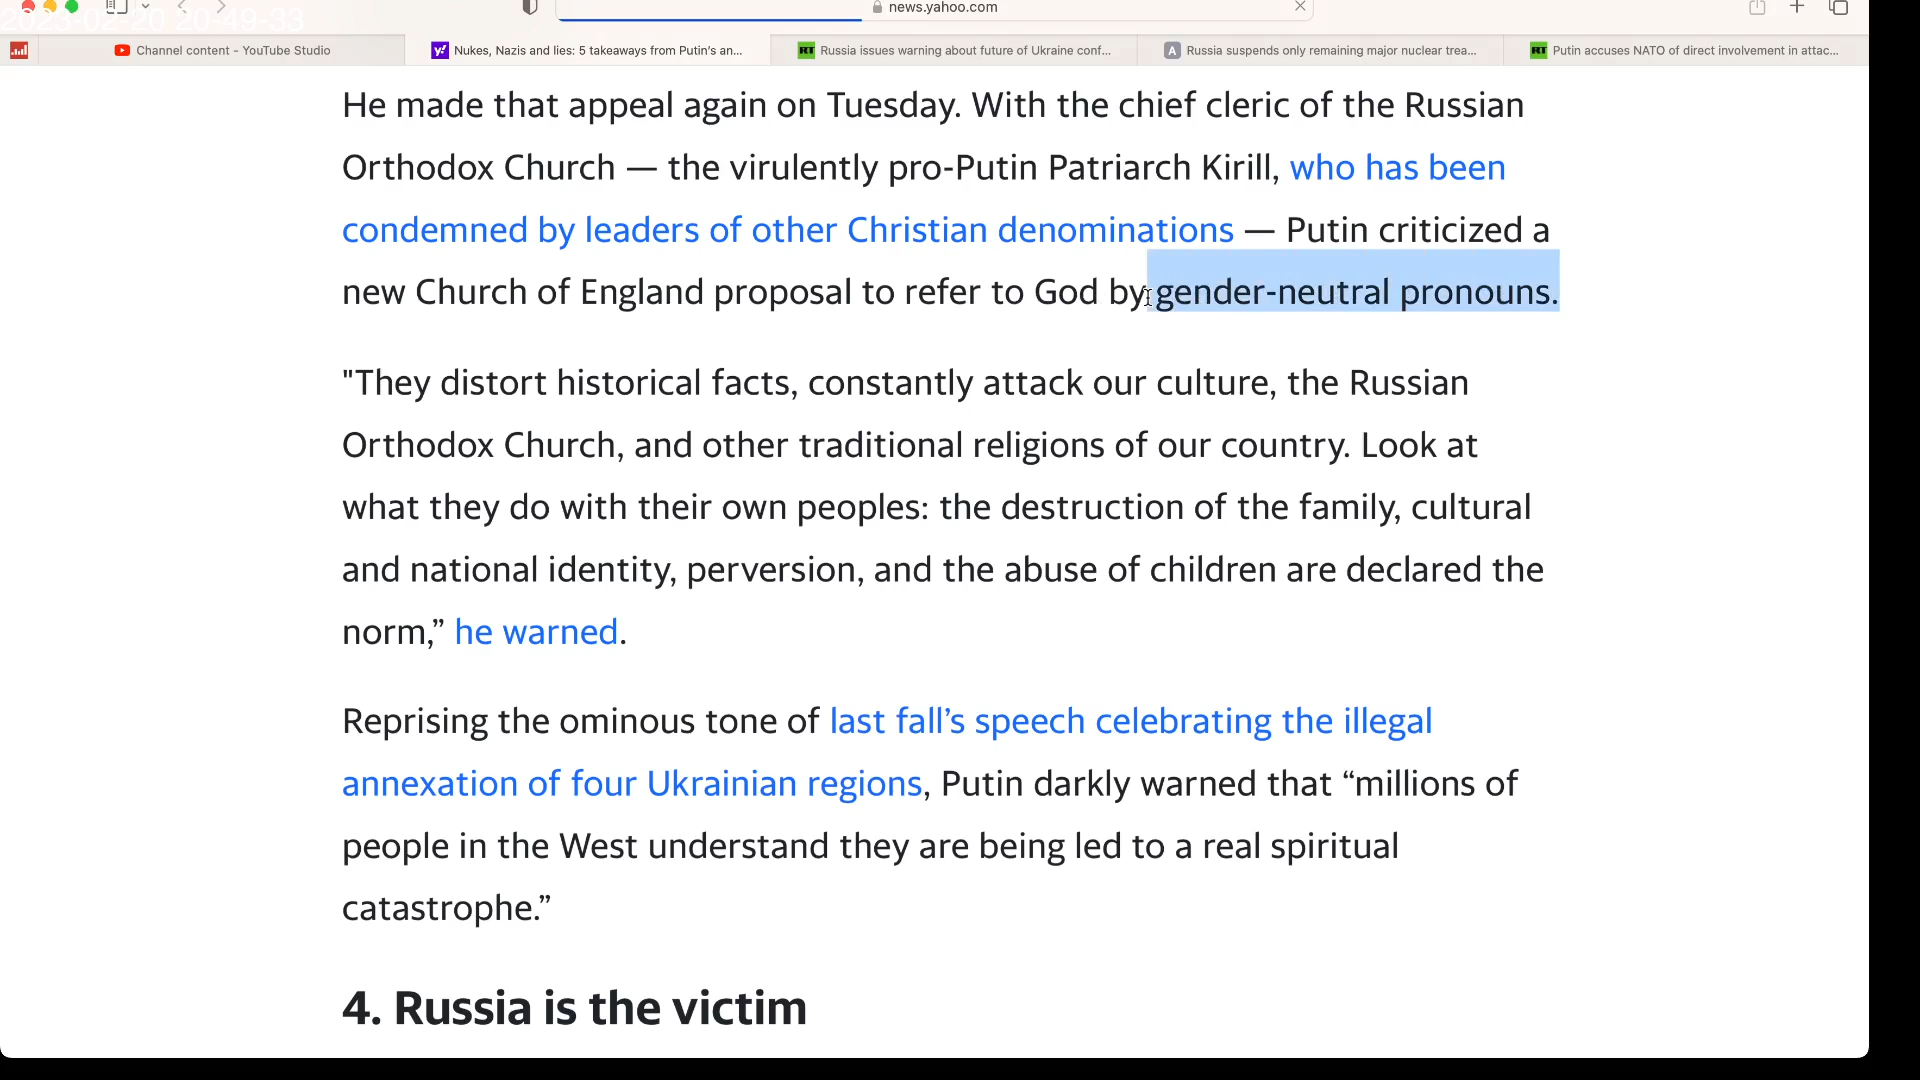 2023-02-20 20-49-33
news.yahoo.com
Channel content - YouTube Studio
Nukes, Nazis and lies: 5 takeaways from Putin's an...
RT
Russia issues warning about future of Ukraine conf...
A
Russia suspends only remaining major nuclear trea...
RT
Putin accuses NATO of direct involvement in attac...
He made that appeal again on Tuesday. With the chief cleric of the Russian
Orthodox Church — the virulently pro-Putin Patriarch Kirill, who has been
condemned by leaders of other Christian denominations — Putin criticized a
new Church of England proposal to refer to God by gender-neutral pronouns.
"They distort historical facts, constantly attack our culture, the Russian
Orthodox Church, and other traditional religions of our country. Look at
what they do with their own peoples: the destruction of the family, cultural
and national identity, perversion, and the abuse of children are declared the
norm,” he warned.
Reprising the ominous tone of last fall’s speech celebrating the illegal
annexation of four Ukrainian regions, Putin darkly warned that “millions of
people in the West understand they are being led to a real spiritual
catastrophe.”
4. Russia is the victim